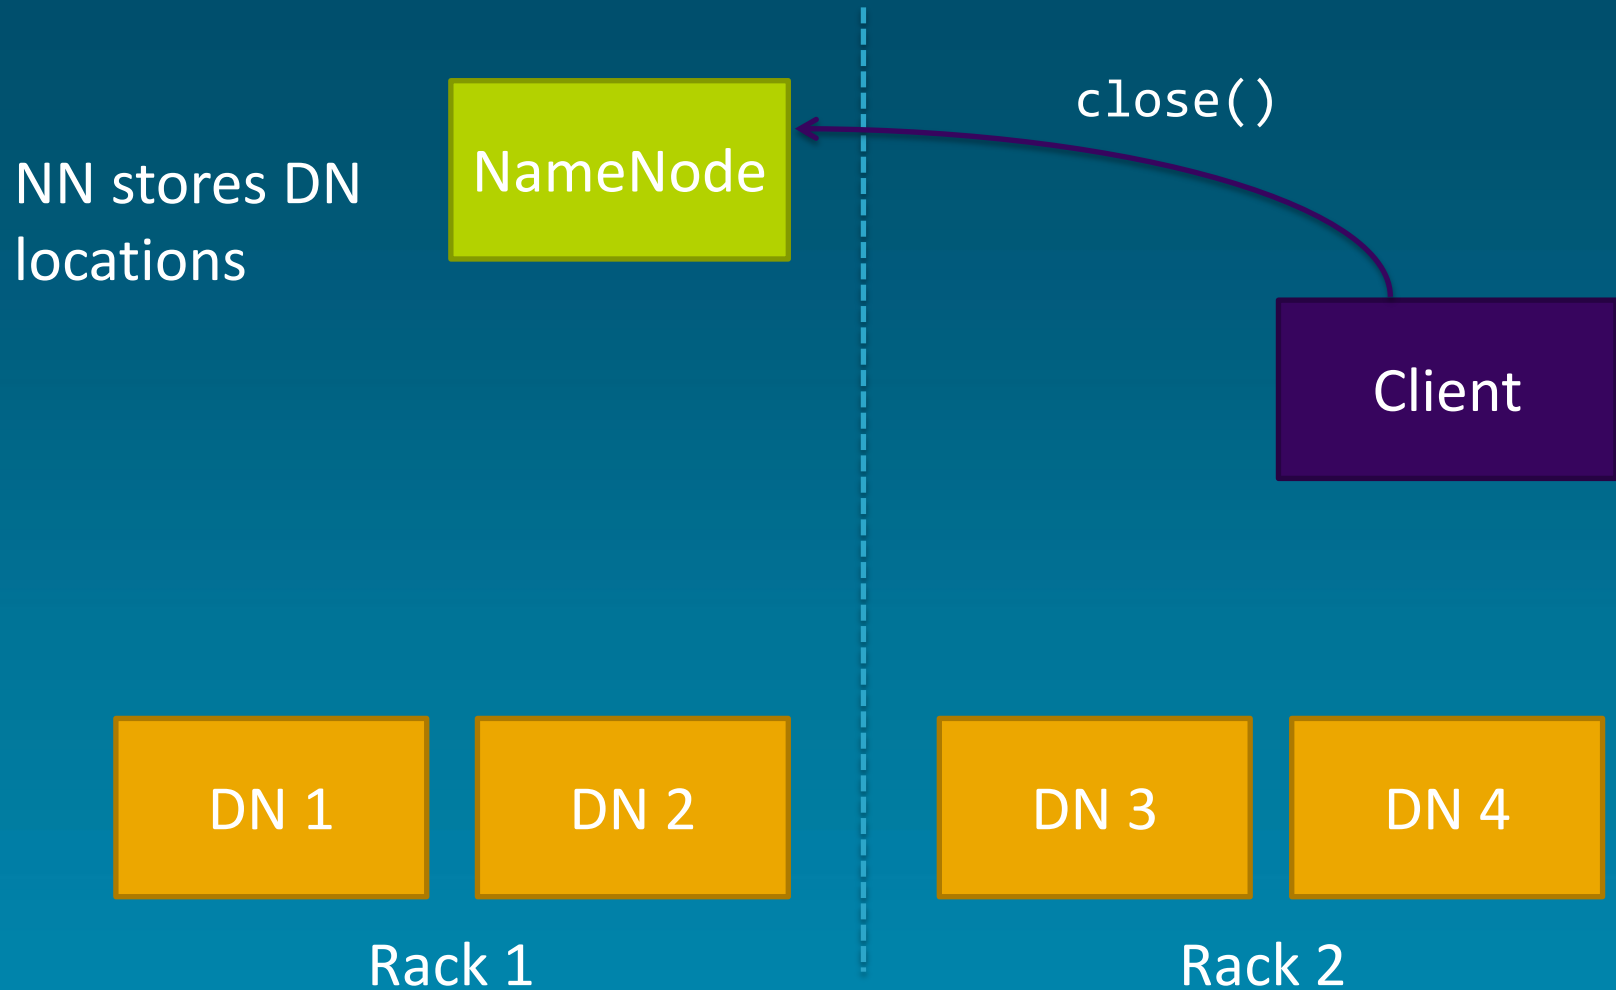 close()
NameNode
NN stores DN
locations
Client
DN 1
DN 2
DN 3
DN 4
Rack 1
Rack 2